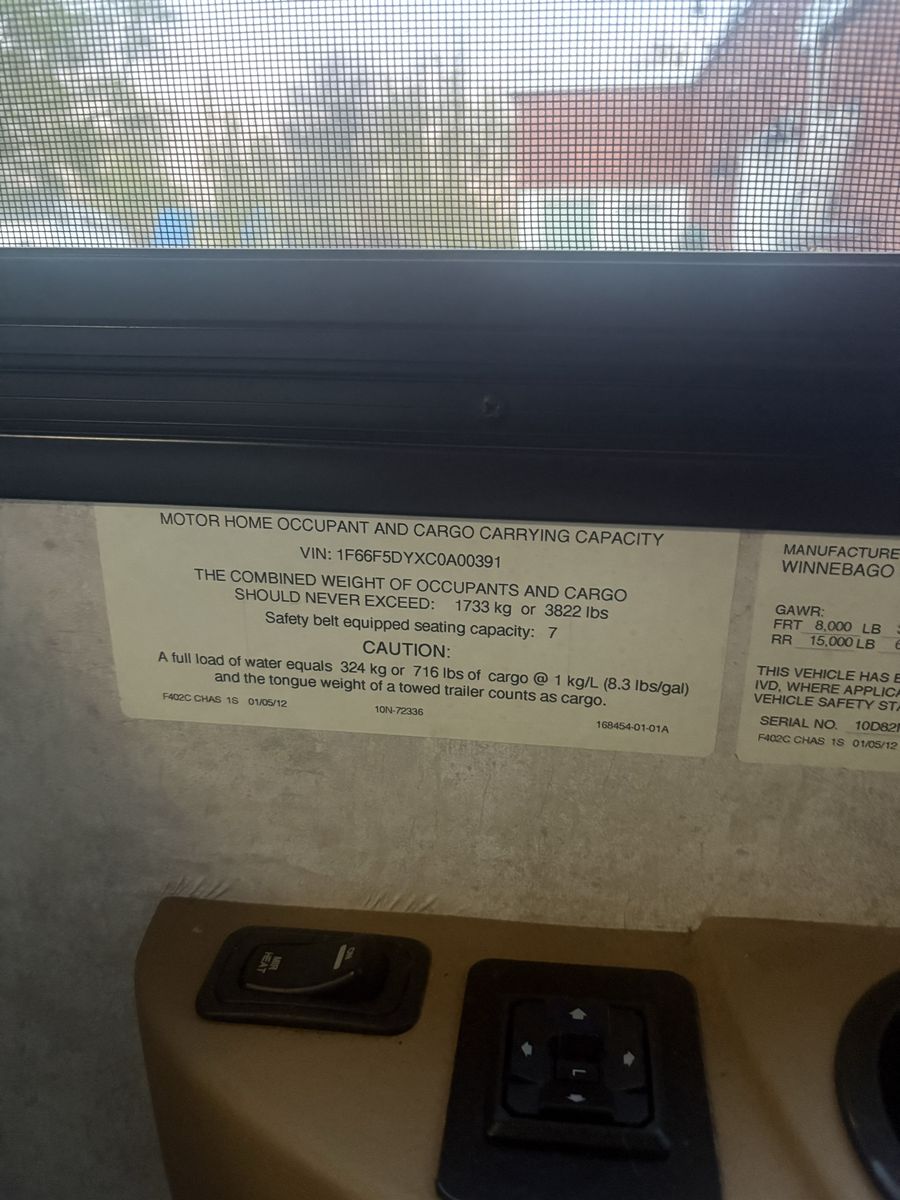 MOTOR HOME OCCUPANT AND CARGO CARRYING CAPACITY
VIN: 1F66F5DYXC0A00391
THE COMBINED WEIGHT OF OCCUPANTS AND CARGO
SHOULD NEVER EXCEED: 1733 kg or 3822 lbs
Safety belt equipped seating capacity: 7
CAUTION:
A full load of water equals 324 kg or 716 lbs of cargo @ 1 kg/L (8.3 lbs/gal)
and the tongue weight of a towed trailer counts as cargo.
F402C CHAS 1S 01/05/12 10N-72336 168454-01-01A
MANUFACTURE
WINNEBAGO
GAWR:
FRT 8,000 LB
RR 15,000 LB
THIS VEHICLE HAS
IVD, WHERE
VEHICLE SAFETY
SERIAL NO. 10D82
F402C CHAS 1S 01/05/12
ON
MIR
HEAT
L